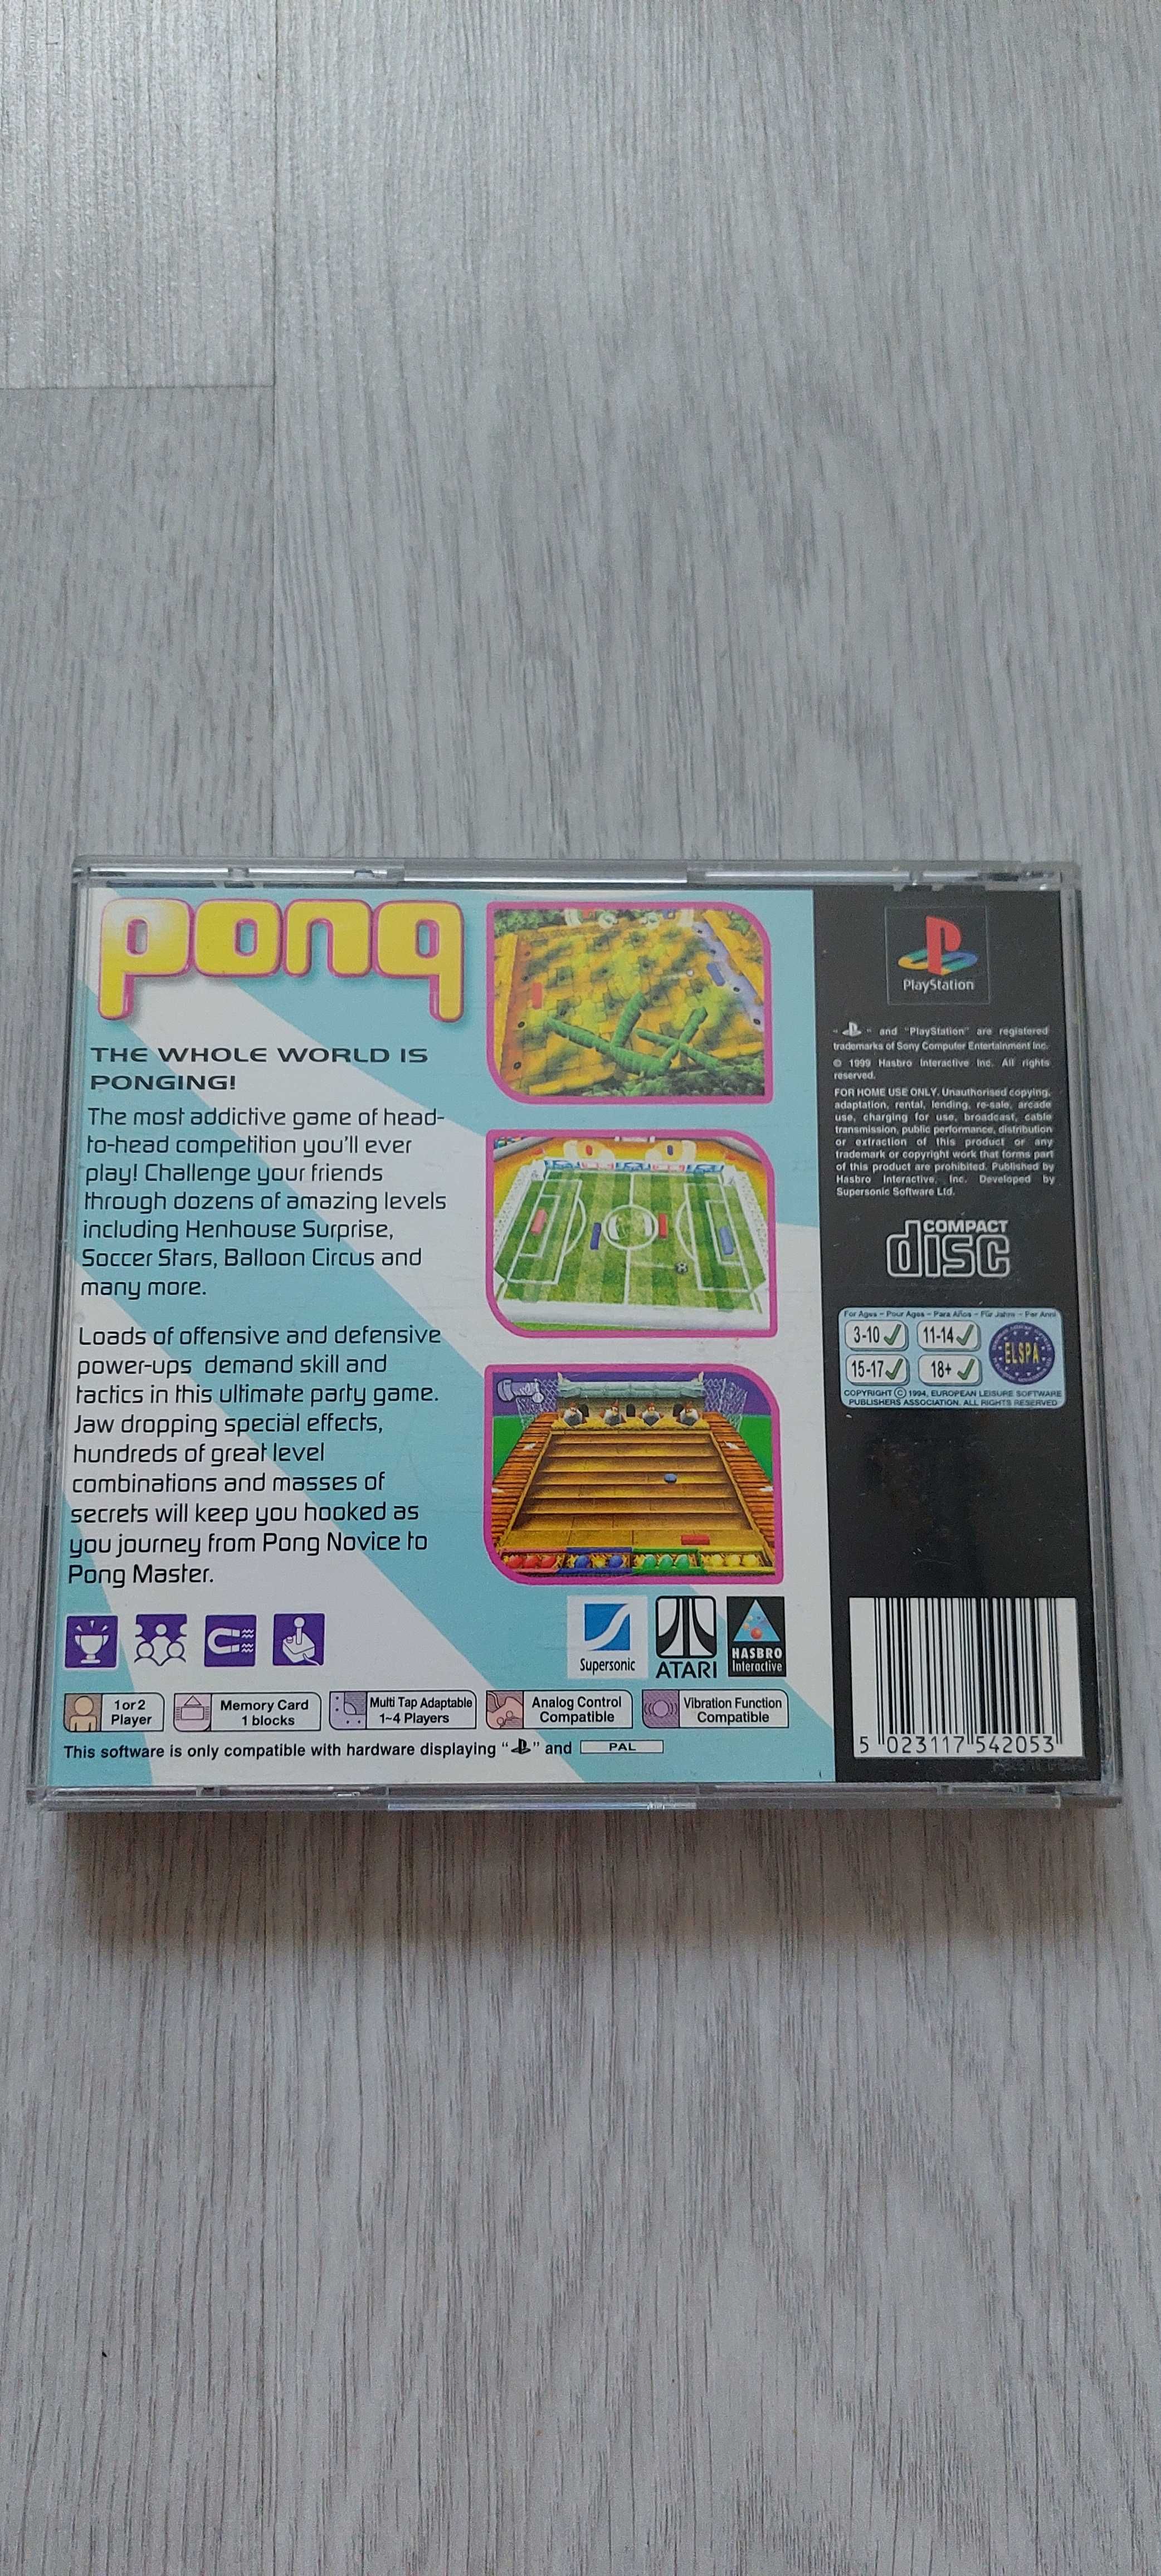 pong
THE WHOLE WORLD IS
PONGING!
The most addictive game of head-
to-head competition you'll ever
play! Challenge your friends
through dozens of amazing levels
including Henhouse Surprise,
Soccer Stars, Balloon Circus and
many more.
Loads of offensive and defensive
power-ups demand skill and
tactics in this ultimate party game.
Jaw dropping special effects,
hundreds of great level
combinations and masses of
secrets will keep you hooked as
you journey from Pong Novice to
Pong Master.
Supersonic
ATARI
HASBRO
Interactive
1 or 2
Player
Memory Card
1 blocks
Multi Tap Adaptable
1~4 Players
Analog Control
Compatible
Vibration Function
Compatible
This software is only compatible with hardware displaying " " and PAL
PlayStation
" " and "PlayStation" are registered
trademarks of Sony Computer Entertainment Inc.
© 1999 Hasbro Interactive Inc. All rights
reserved.
FOR HOME USE ONLY. Unauthorised copying,
adaptation, rental, lending, re-sale, arcade
use, charging for use, broadcast, cable
transmission, public performance, distribution
or extraction of this product or any
trademark or copyright work that forms part
of this product are prohibited. Published by
Hasbro Interactive, Inc. Developed by
Supersonic Software Ltd.
COMPACT
disc
For Ages – Pour Ages – Para Años – Für Jahre – Per Anni
3-10 11-14
15-17 18+
ELSPA
COPYRIGHT © 1994, EUROPEAN LEISURE SOFTWARE
PUBLISHERS ASSOCIATION. ALL RIGHTS RESERVED
5 023117 542053